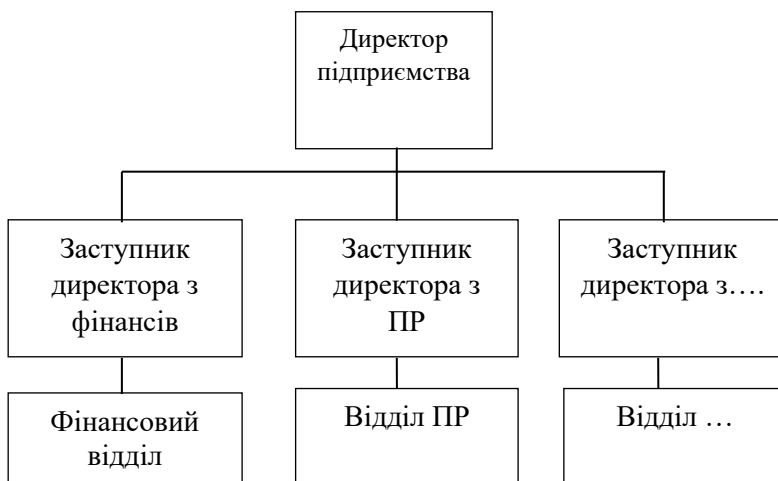 Директор
підприємства
Заступник
директора з
фінансів
Заступник
директора з
ПР
Заступник
директора з….
Фінансовий
відділ
Відділ ПР
Відділ …